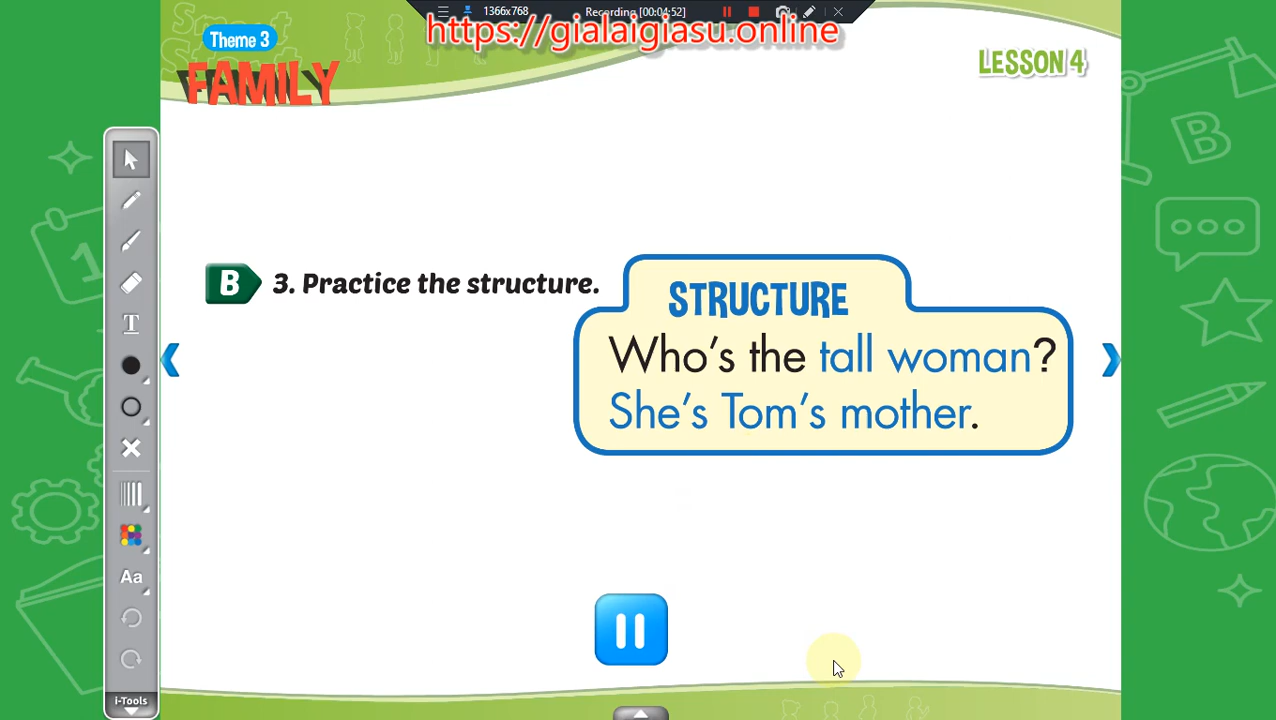 1366x768
Recording [00:04:52]
https://gialaigiasu.online
Theme 3
FAMILY
LESSON 4
B
3. Practice the structure.
STRUCTURE
Who's the tall woman?
She's Tom's mother.
T
Aa
i-Tools
1
B